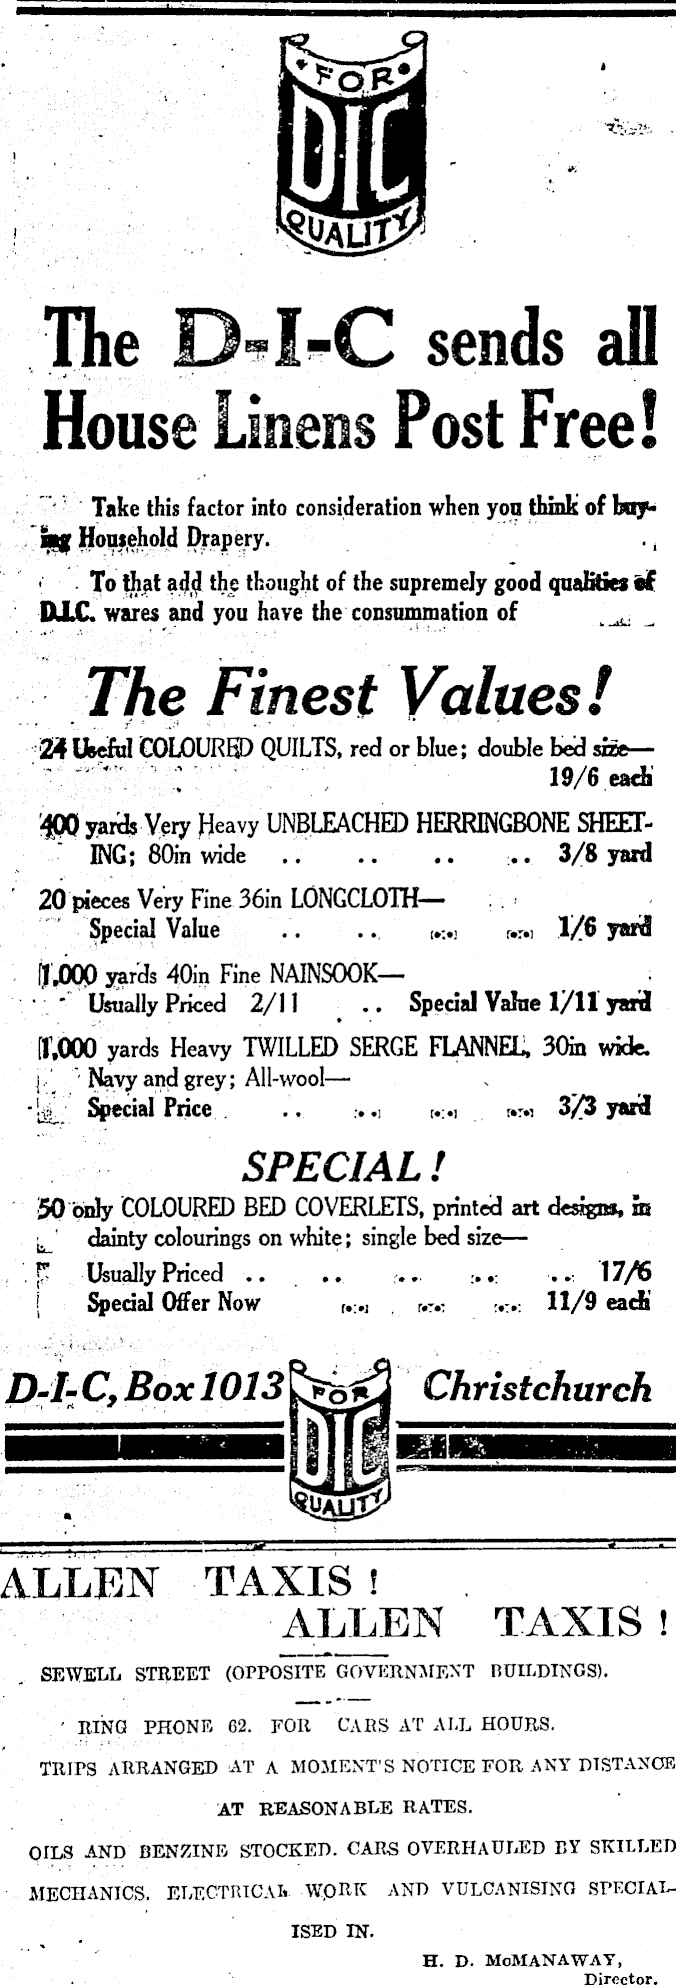 FOR
DIC
QUALITY
The D-I-C sends all
House Linens Post Free!
Take this factor into consideration when you think of buy-
ing Household Drapery.
To that add the thought of the supremely good qualities of
D.I.C. wares and you have the consummation of
The Finest Values!
24 Useful COLOURED QUILTS, red or blue; double bed size—
19/6 each
400 yards Very Heavy UNBLEACHED HERRINGBONE SHEET-
ING; 80in wide .. .. .. .. 3/8 yard
20 pieces Very Fine 36in LONGCLOTH—
Special Value .. .. .. .. 1/6 yard
1,000 yards 40in Fine NAINSOOK—
Usually Priced 2/11 .. Special Value 1/11 yard
1,000 yards Heavy TWILLED SERGE FLANNEL, 30in wide.
Navy and grey; All-wool—
Special Price .. .. .. .. 3/3 yard
SPECIAL!
50 only COLOURED BED COVERLETS, printed art designs, in
dainty colourings on white; single bed size—
Usually Priced .. .. .. .. .. 17/6
Special Offer Now .. .. .. 11/9 each
D-I-C, Box 1013 Christchurch
FOR
DIC
QUALITY
ALLEN TAXIS!
ALLEN TAXIS!
SEWELL STREET (OPPOSITE GOVERNMENT BUILDINGS).
RING PHONE 62. FOR CARS AT ALL HOURS.
TRIPS ARRANGED AT A MOMENT'S NOTICE FOR ANY DISTANCE
AT REASONABLE RATES.
OILS AND BENZINE STOCKED. CARS OVERHAULED BY SKILLED
MECHANICS. ELECTRICAL WORK AND VULCANISING SPECIAL-
ISED IN.
H. D. McMANAWAY,
Director.